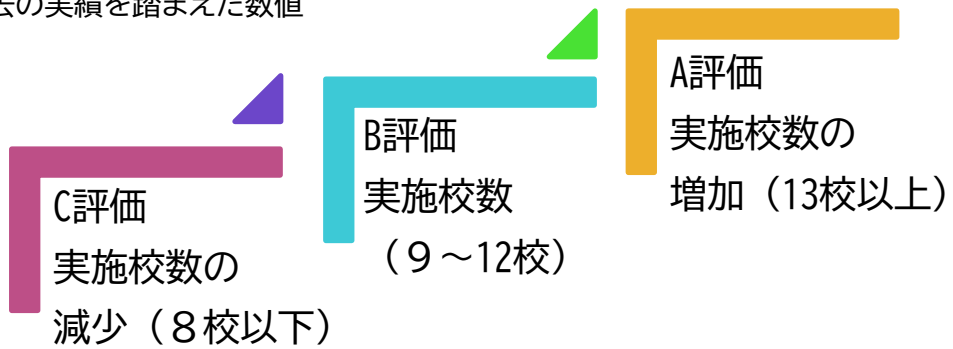 の実績を踏まえた数値
A評価
実施校数の
増加（13校以上）
B評価
実施校数
（９～12校）
C評価
実施校数の
減少（８校以下）